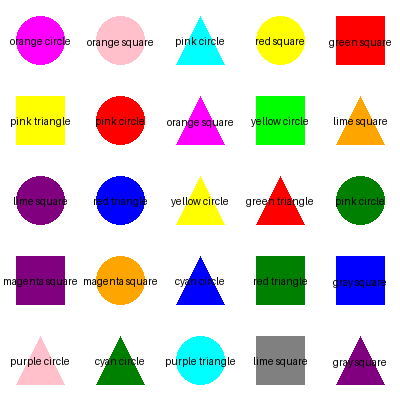 orange circle
orange square
pink circle
red square
green square
pink triangle
pink circle
orange square
yellow circle
lime square
lime square
red triangle
yellow circle
green triangle
pink circle
magenta square
magenta square
cyan circle
red triangle
gray square
purple circle
cyan circle
purple triangle
lime square
gray square